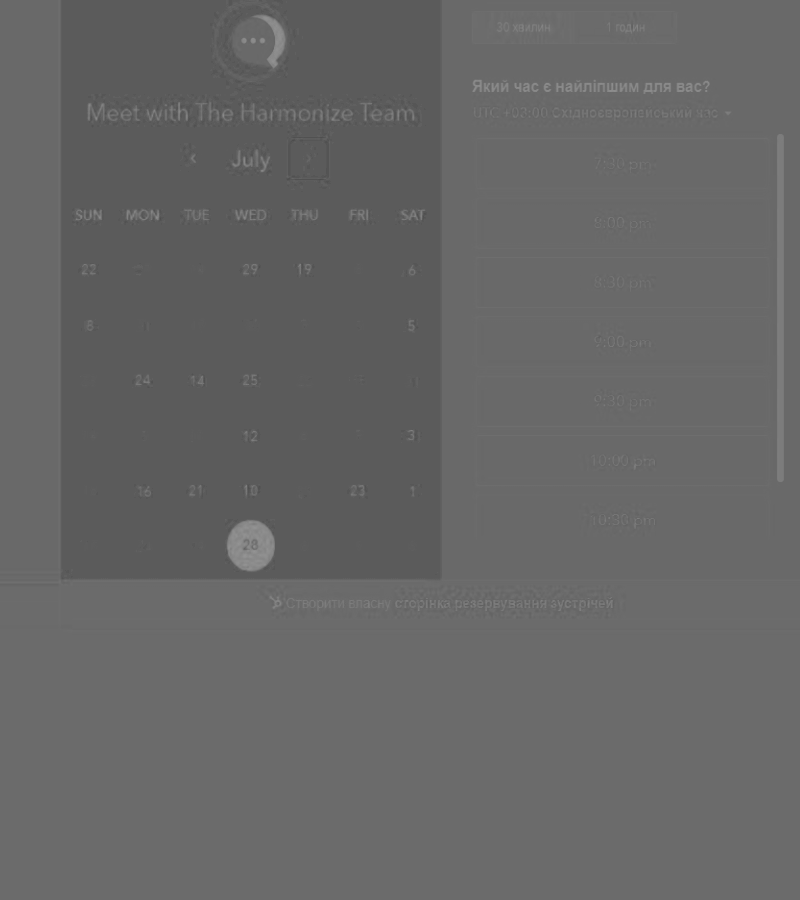 Meet with The Harmonize Team
July
SUN MON TUE WED THU FRI SAT
22 29 19 6
8 5
24 14 25
12 3
16 21 18 23 1
28
30 хвилин 1 годин
Який час є найліпшим для вас?
UTC +02:00 Східноєвропейський час
7:30 pm
8:00 pm
8:30 pm
9:00 pm
9:30 pm
10:00 pm
10:30 pm
Створити власну сторінка резервування зустрічей